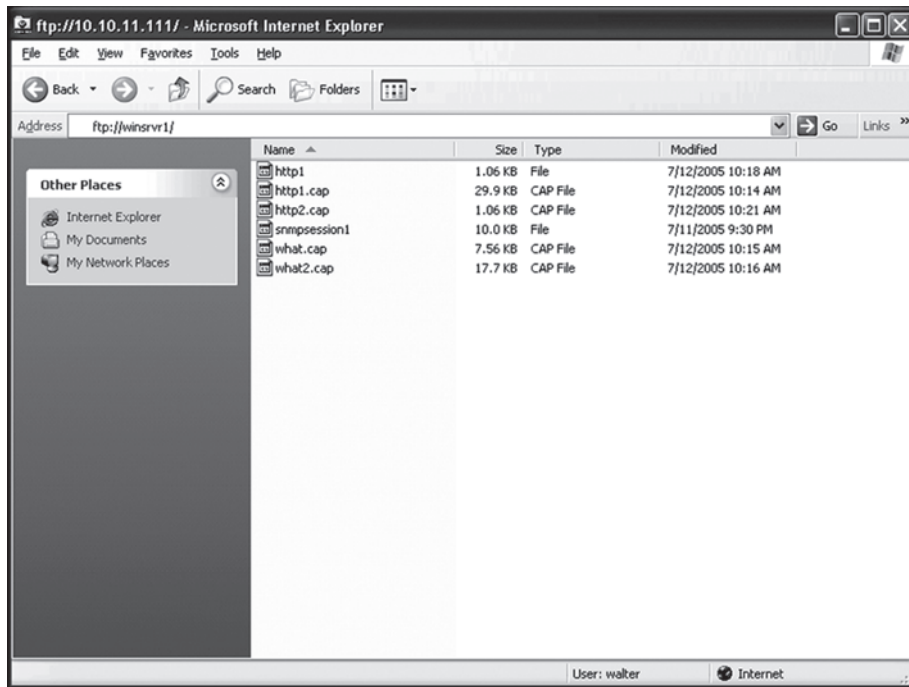 ftp://10.10.11.111/ - Microsoft Internet Explorer
File Edit View Favorites Tools Help
Back Search Folders
Address ftp://winsrvr1/ Go Links »
Name Size Type Modified
Other Places
Internet Explorer
My Documents
My Network Places
http1 1.06 KB File 7/12/2005 10:18 AM
http1.cap 29.9 KB CAP File 7/12/2005 10:14 AM
http2.cap 1.06 KB CAP File 7/12/2005 10:21 AM
snmpsession1 10.0 KB File 7/11/2005 9:30 PM
what.cap 7.56 KB CAP File 7/12/2005 10:15 AM
what2.cap 17.7 KB CAP File 7/12/2005 10:16 AM
User: walter Internet